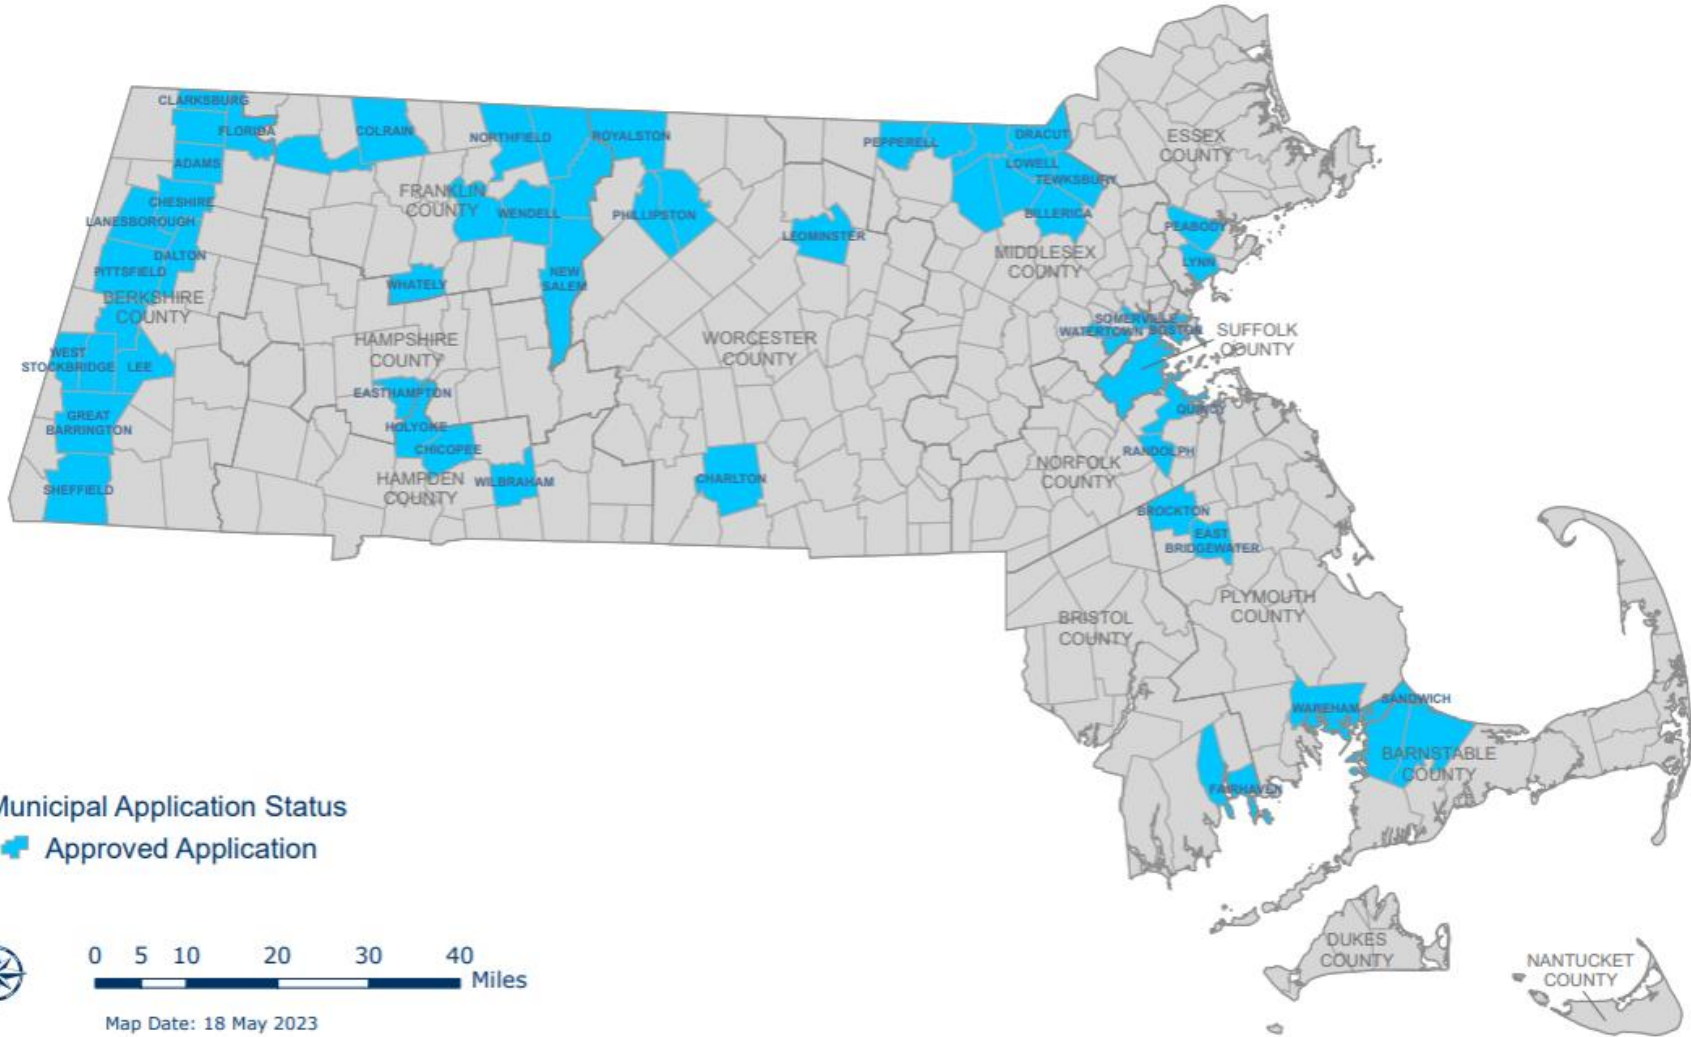 CLARKSBURG
FLORIDA
COLRAIN
NORTHFIELD
ROYALSTON
PEPPERELL
DRACUT
ESSEX
COUNTY
ADAMS
LOWELL
TEWKSBURY
FRANKLIN
COUNTY
CHESHIRE
LANESBOROUGH
WENDELL
PHILLIPSTON
LEOMINSTER
BILLERICA
PEABODY
DALTON
PITTSFIELD
MIDDLESEX
COUNTY
LYNN
WHATELY
NEW
SALEM
BERKSHIRE
COUNTY
SOMERVILLE
WATERTOWN
BOSTON
SUFFOLK
COUNTY
HAMPSHIRE
COUNTY
WORCESTER
COUNTY
WEST
STOCKBRIDGE
LEE
EASTHAMPTON
QUINCY
GREAT
BARRINGTON
HOLYOKE
CHICOPEE
RANDOLPH
NORFOLK
COUNTY
SHEFFIELD
HAMPDEN
COUNTY
WILBRAHAM
CHARLTON
BROCKTON
EAST
BRIDGEWATER
PLYMOUTH
COUNTY
BRISTOL
COUNTY
WAREHAM
SANDWICH
BARNSTABLE
COUNTY
FAIRHAVEN
Municipal Application Status
Approved Application
0 5 10 20 30 40
Miles
Map Date: 18 May 2023
DUKES
COUNTY
NANTUCKET
COUNTY